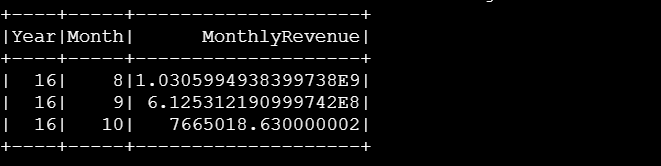 +----+-----+--------------------+
|Year|Month|      MonthlyRevenue|
+----+-----+--------------------+
|  16|    8|1.0305994938399738E9|
|  16|    9| 6.125312190999742E8|
|  16|   10|   7665018.630000002|
+----+-----+--------------------+